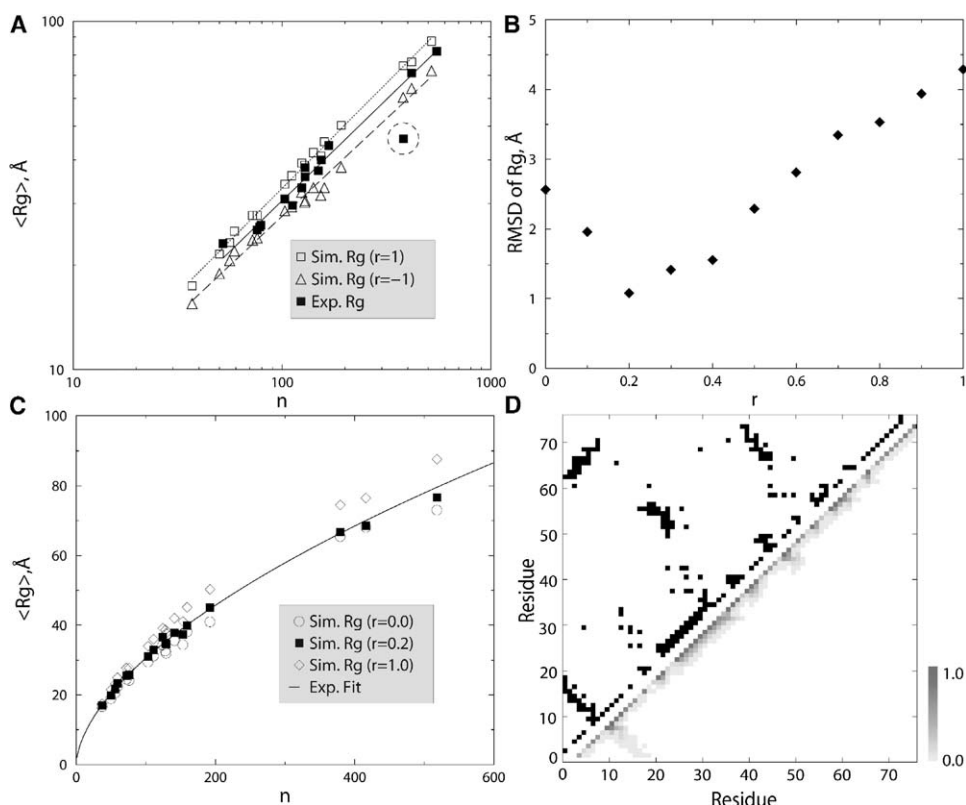 A
100
<Rg>, Å
10
10
100
1000
n
Sim. Rg (r=1)
Sim. Rg (r=-1)
Exp. Rg
B
5
4
3
2
1
0
RMSD of Rg, Å
0
0.2
0.4
0.6
0.8
1
r
C
100
80
60
40
20
0
<Rg>,Å
0
200
400
600
n
Sim. Rg (r=0.0)
Sim. Rg (r=0.2)
Sim. Rg (r=1.0)
Exp. Fit
D
70
60
50
40
30
20
10
0
Residue
0
10
20
30
40
50
60
70
Residue
1.0
0.0